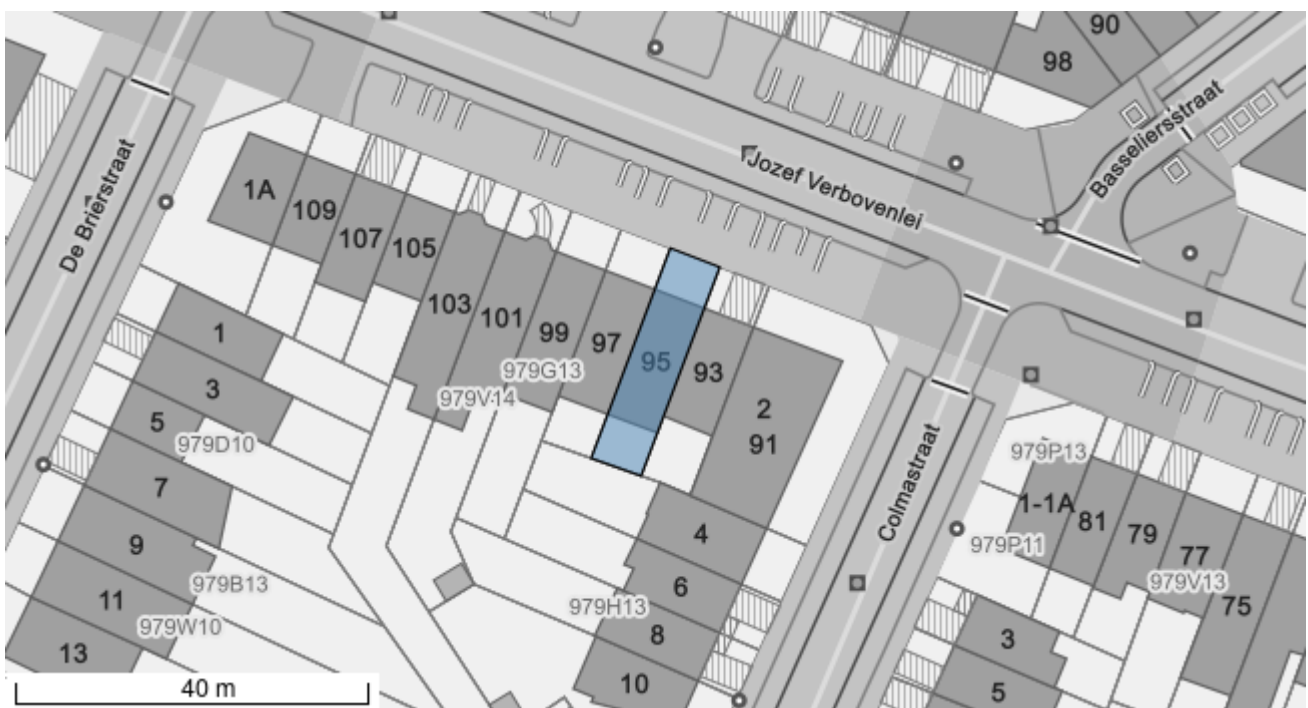 90
98
Basseliersstraat
Jozef Verbovenlei
De Brierstraat
1A
109
107
105
103
101
99
97
95
93
2
91
979G13
979V14
1
3
5
979D10
7
9
979B13
11
979W10
13
4
6
979H13
8
10
Colmastraat
979P13
1-1A
81
79
77
75
979P11
979V13
3
5
40 m